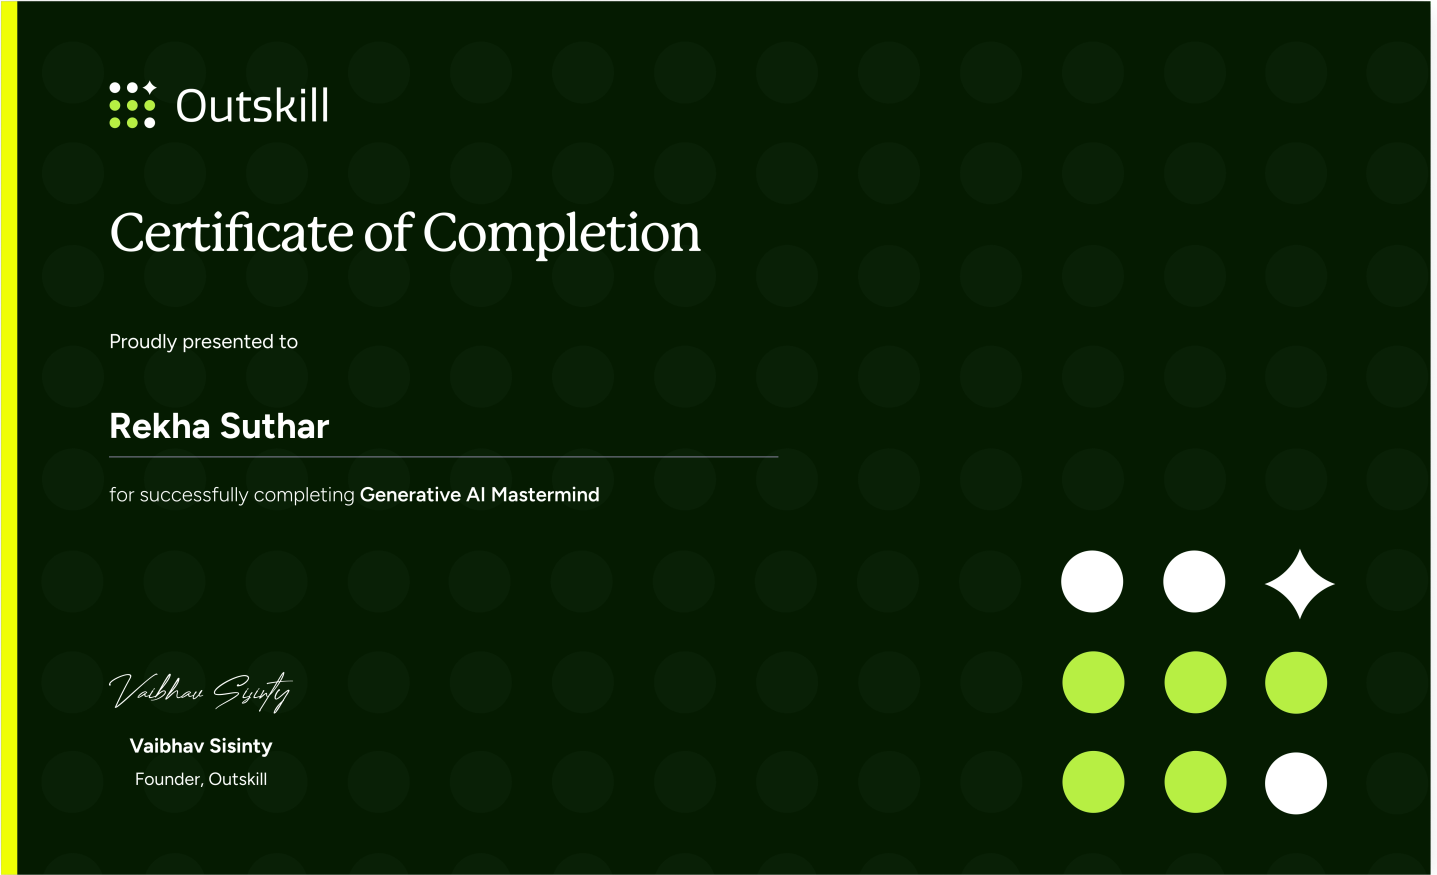 Outskill
Certificate of Completion
Proudly presented to
Rekha Suthar
for successfully completing Generative AI Mastermind
Vaibhav Sisinty
Vaibhav Sisinty
Founder, Outskill